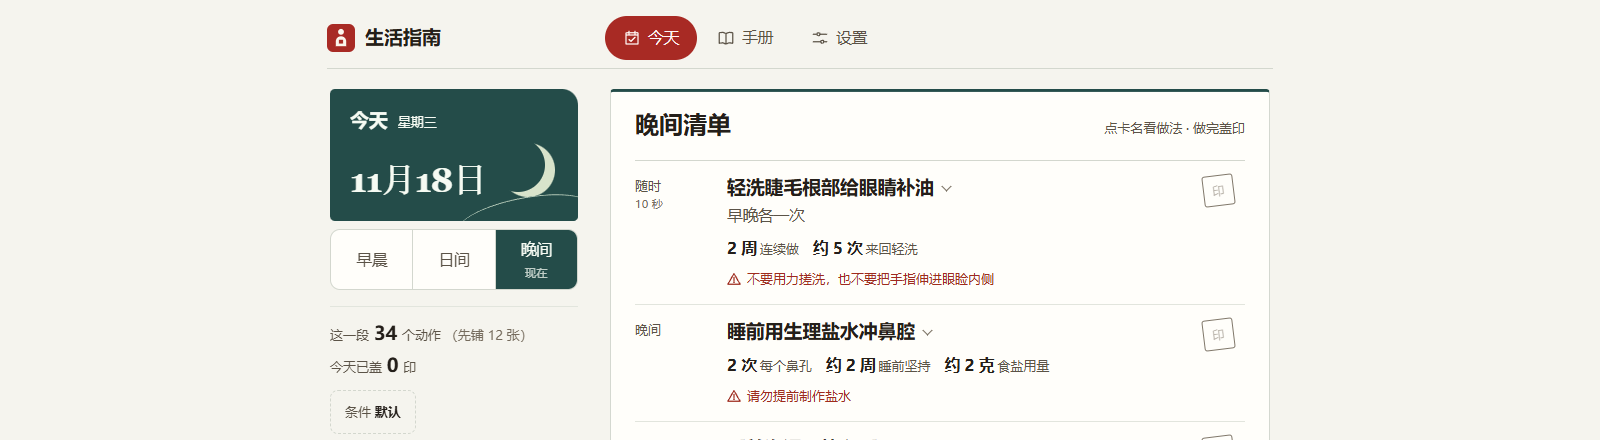 生活指南
今天
手册
设置
今天 星期三
11月18日
早晨
日间
晚间
现在
这一段 34 个动作 (先铺 12 张)
今天已盖 0 印
条件 默认
晚间清单
点卡名看做法 · 做完盖印
随时
10 秒
轻洗睫毛根部给眼睛补油
印
早晚各一次
2 周 连续做 约 5 次 来回轻洗
不要用力搓洗，也不要把手指伸进眼睑内侧
晚间
睡前用生理盐水冲鼻腔
印
2 次 每个鼻孔 约 2 周 睡前坚持 约 2 克 食盐用量
请勿提前制作盐水